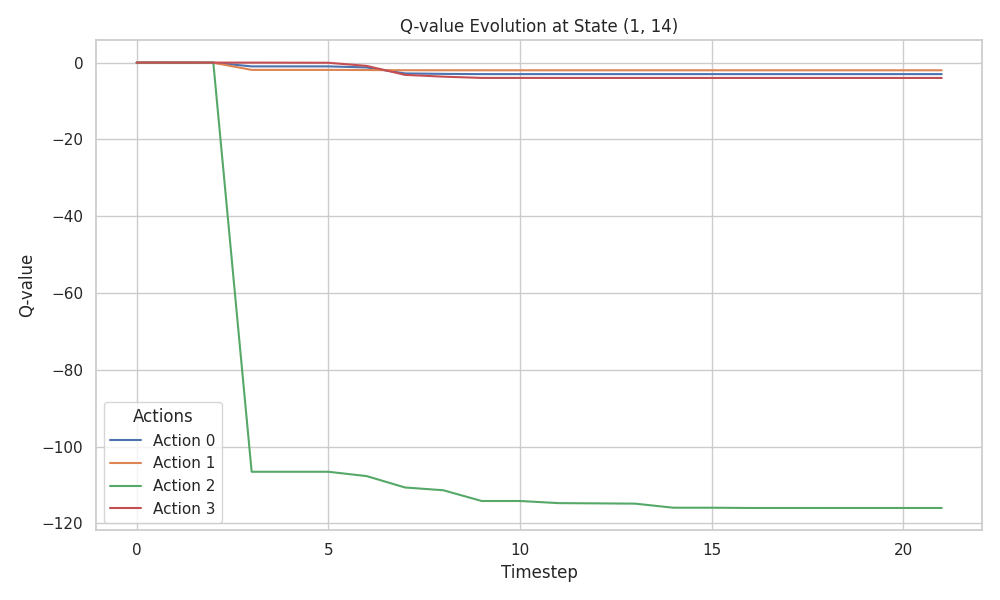 Q-value Evolution at State (1, 14)
Q-value
0
−20
−40
−60
−80
−100
−120
Actions
Action 0
Action 1
Action 2
Action 3
0
5
10
15
20
Timestep